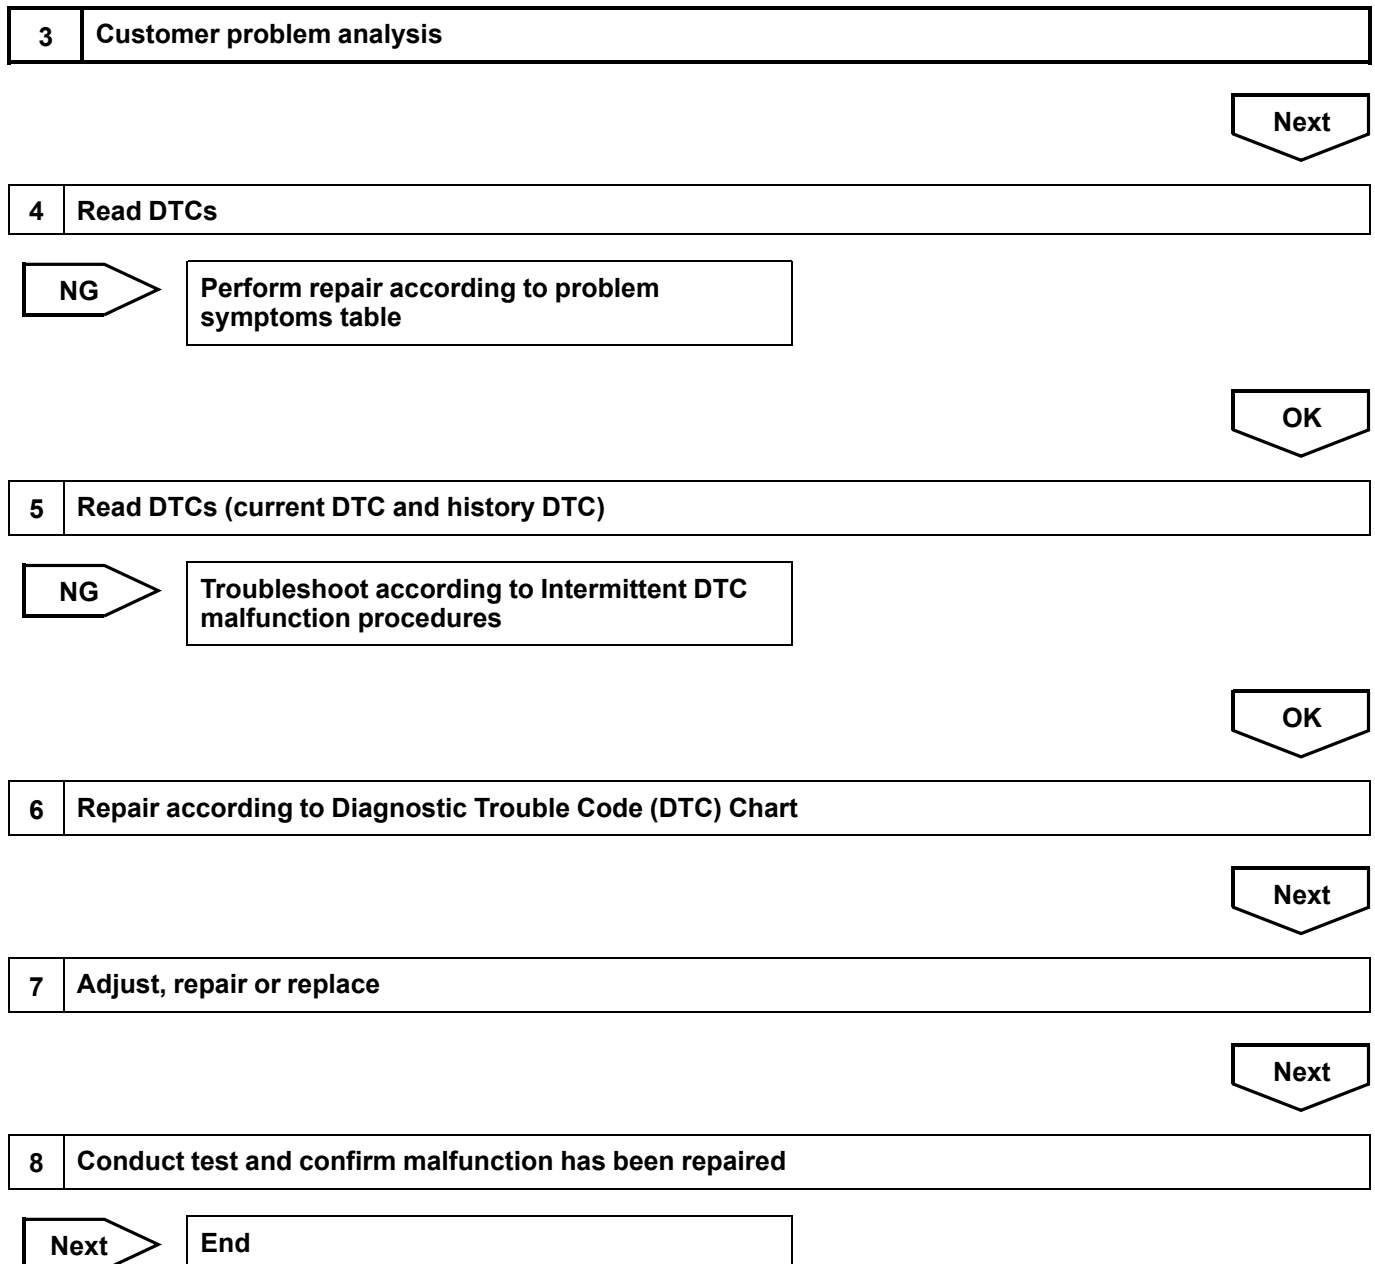 3 Customer problem analysis
Next
4 Read DTCs
NG Perform repair according to problem
symptoms table
OK
5 Read DTCs (current DTC and history DTC)
NG Troubleshoot according to Intermittent DTC
malfunction procedures
OK
6 Repair according to Diagnostic Trouble Code (DTC) Chart
Next
7 Adjust, repair or replace
Next
8 Conduct test and confirm malfunction has been repaired
Next End